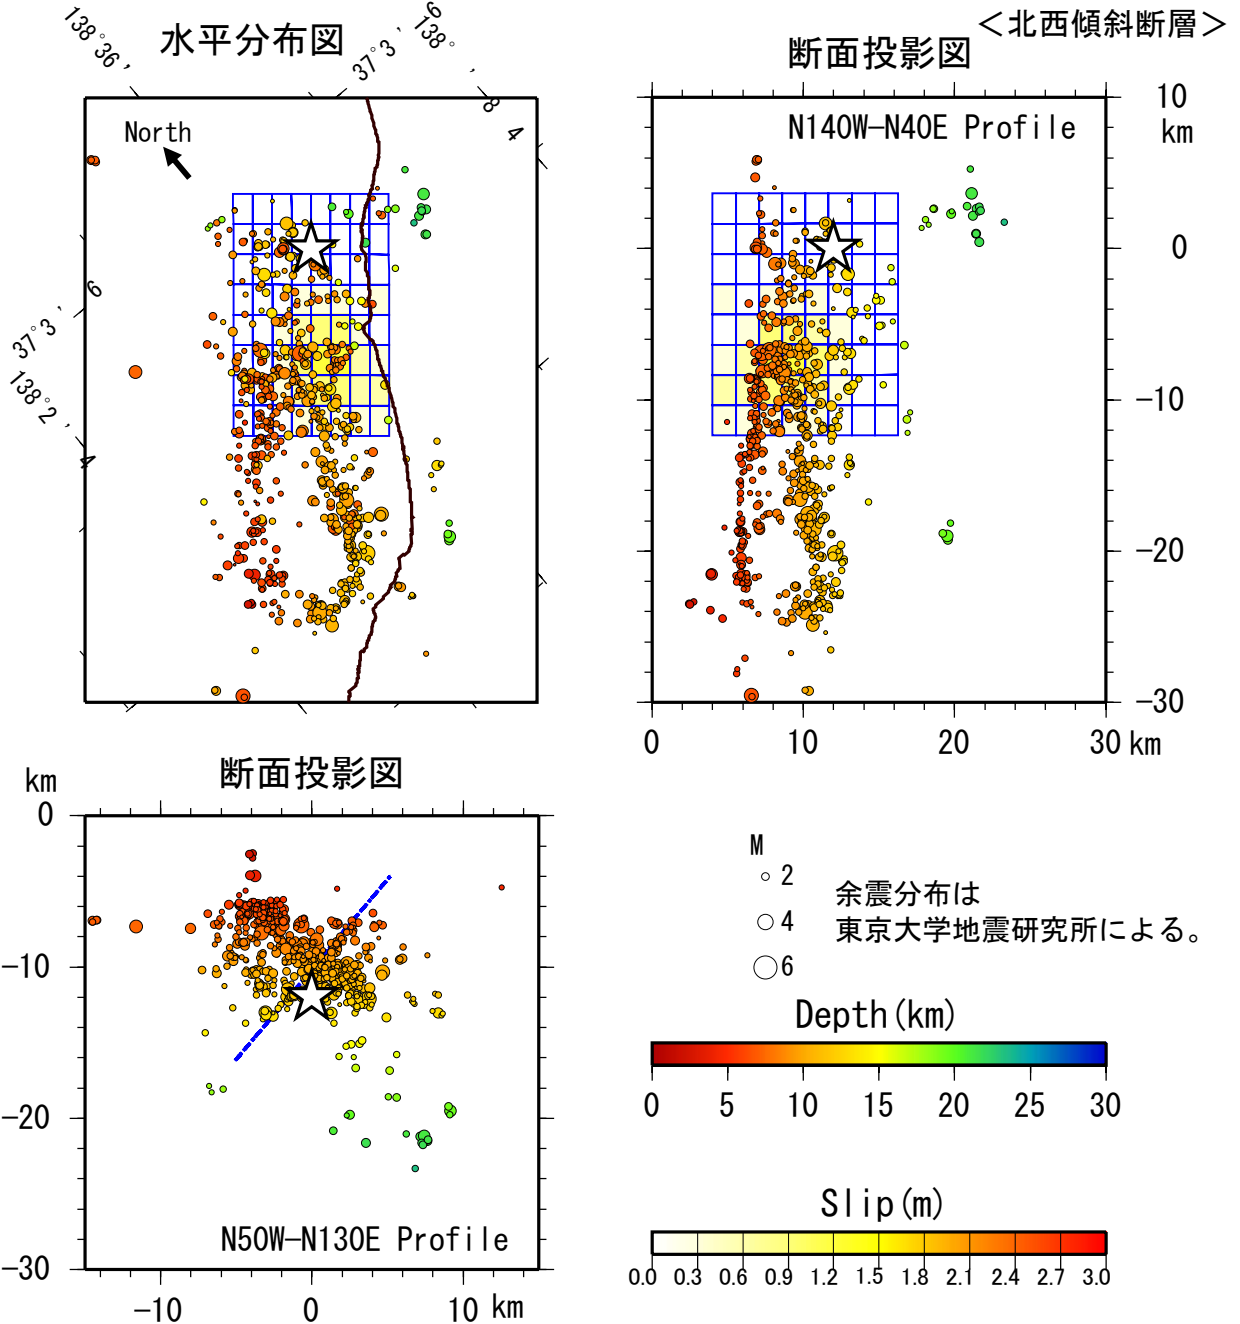 ＜北西傾斜断層＞
水平分布図
138°36'
37°3'
138°
North
37°3'
6
138°2'
4
断面投影図
N140W-N40E Profile
10
km
0
-10
-20
-30
0 10 20 30 km
断面投影図
km
0
-10
-20
-30
N50W-N130E Profile
-10 0 10 km
M
2
4
6
余震分布は
東京大学地震研究所による。
Depth(km)
0 5 10 15 20 25 30
Slip(m)
0.0 0.3 0.6 0.9 1.2 1.5 1.8 2.1 2.4 2.7 3.0